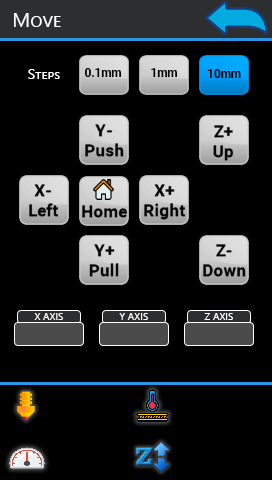 Move
Steps 0.1mm 1mm 10mm
Y-
Push
Z+
Up
X-
Left
Home
X+
Right
Y+
Pull
Z-
Down
X AXIS Y AXIS Z AXIS
Z